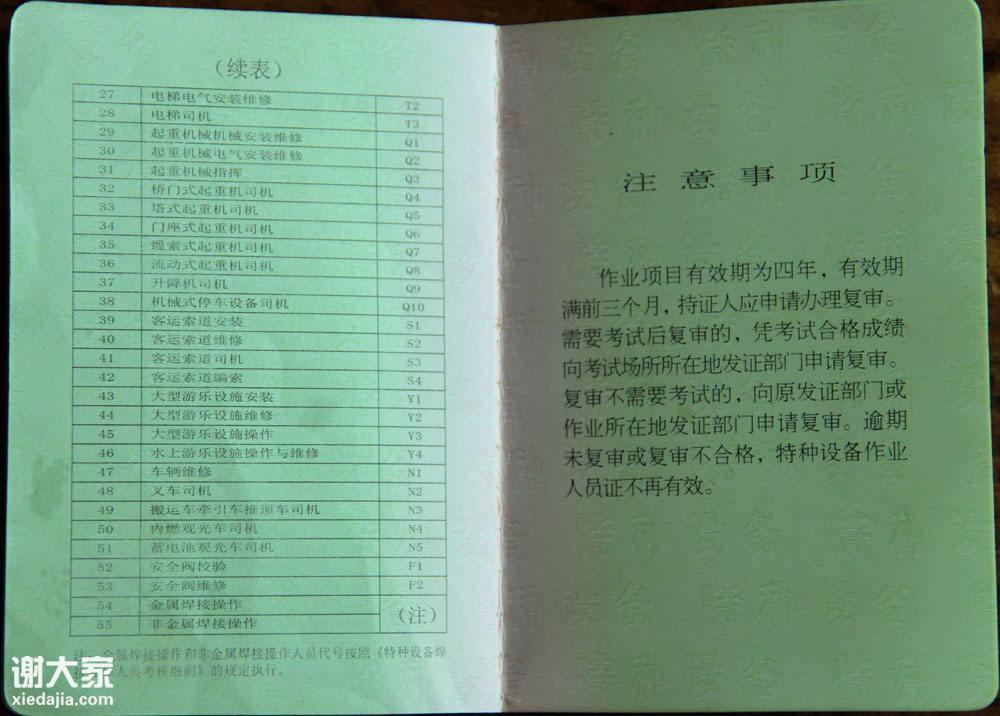 （续表）
27 电梯电气安装维修 T2
28 电梯司机 T3
29 起重机械机械安装维修 Q1
30 起重机械电气安装维修 Q2
31 起重机械指挥 Q3
32 桥门式起重机司机 Q4
33 塔式起重机司机 Q5
34 门座式起重机司机 Q6
35 缆索式起重机司机 Q7
36 流动式起重机司机 Q8
37 升降机司机 Q9
38 机械式停车设备司机 Q10
39 客运索道安装 S1
40 客运索道维修 S2
41 客运索道司机 S3
42 客运索道编索 S4
43 大型游乐设施安装 Y1
44 大型游乐设施维修 Y2
45 大型游乐设施操作 Y3
46 水上游乐设施操作与维修 Y4
47 车辆维修 N1
48 叉车司机 N2
49 搬运车牵引车推顶车司机 N3
50 内燃观光车司机 N4
51 蓄电池观光车司机 N5
52 安全阀校验 F1
53 安全阀维修 F2
54 金属焊接操作 （注）
55 非金属焊接操作
注：金属焊接操作和非金属焊接操作人员代号按照《特种设备焊
人员考核细则》的规定执行。
谢大家
xiedajia.com
注意事项
作业项目有效期为四年，有效期
满前三个月，持证人应申请办理复审。
需要考试后复审的，凭考试合格成绩
向考试场所所在地发证部门申请复审。
复审不需要考试的，向原发证部门或
作业所在地发证部门申请复审。逾期
未复审或复审不合格，特种设备作业
人员证不再有效。